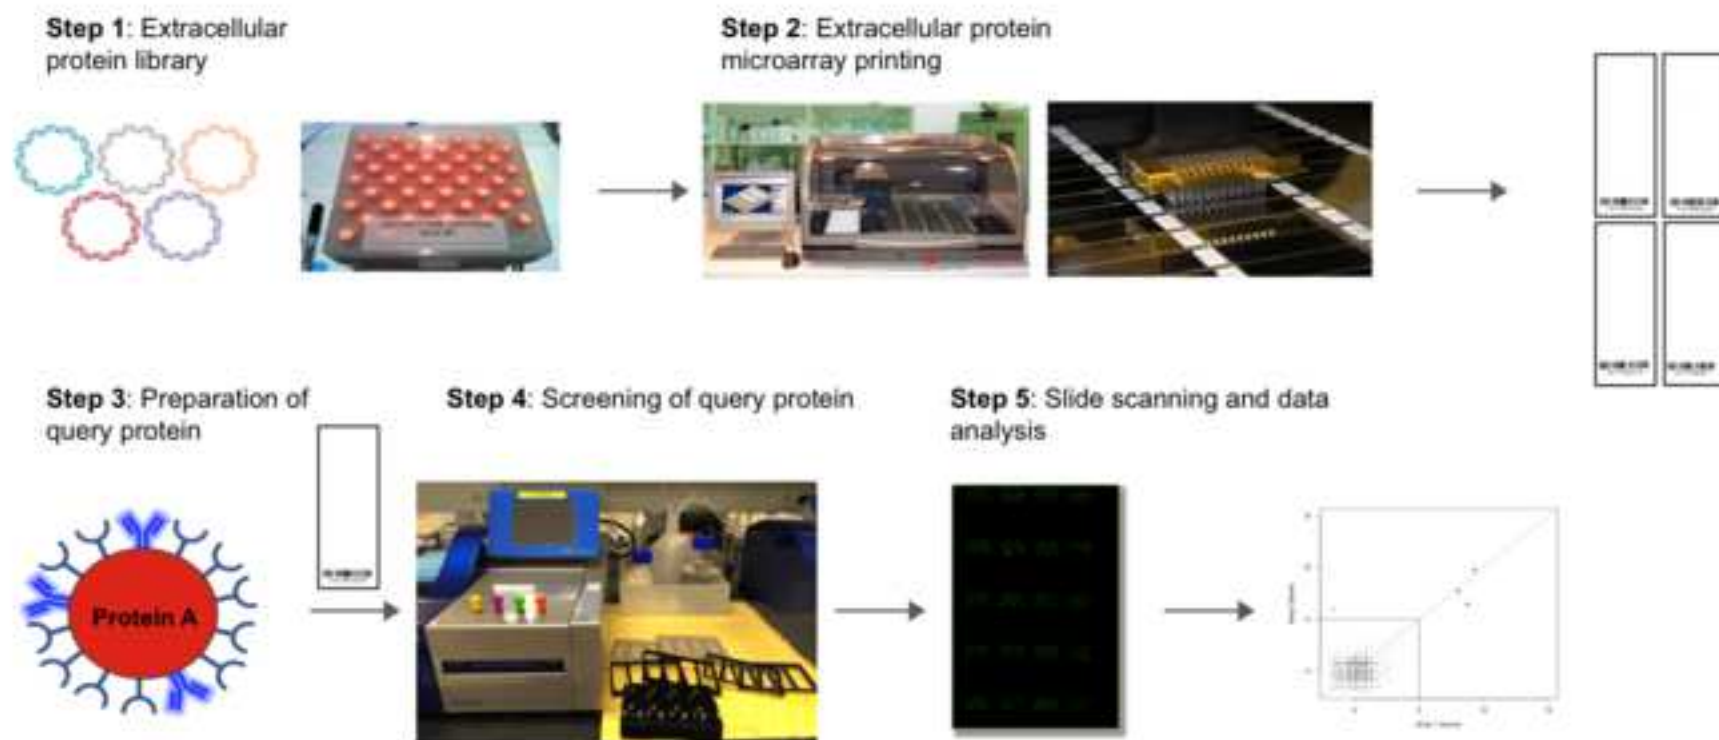 Step 1: Extracellular
protein library
Step 2: Extracellular protein
microarray printing
Step 3: Preparation of
query protein
Step 4: Screening of query protein
Step 5: Slide scanning and data
analysis
Protein A